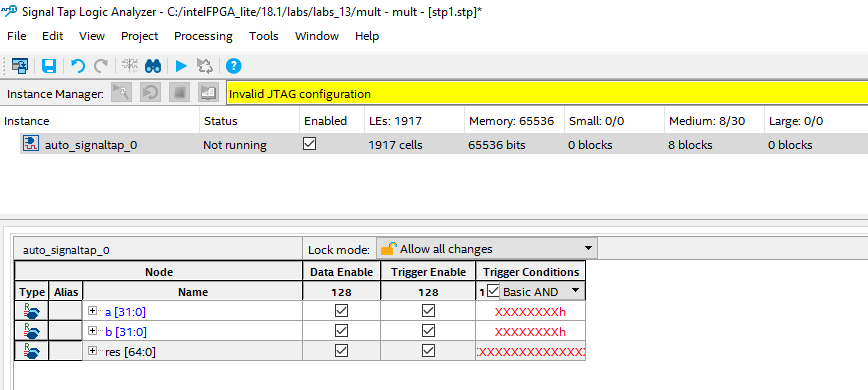 Signal Tap Logic Analyzer - C:/intelFPGA_lite/18.1/labs/labs_13/mult - mult - [stp1.stp]*
File Edit View Project Processing Tools Window Help
Instance Manager: Invalid JTAG configuration
Instance Status Enabled LEs: 1917 Memory: 65536 Small: 0/0 Medium: 8/30 Large: 0/0
auto_signaltap_0 Not running 1917 cells 65536 bits 0 blocks 8 blocks 0 blocks
auto_signaltap_0 Lock mode: Allow all changes
Node Data Enable Trigger Enable Trigger Conditions
Type Alias Name 128 128 1 Basic AND
R a [31:0] XXXXXXXXh
R b [31:0] XXXXXXXXh
R res [64:0] XXXXXXXXXXXXXX